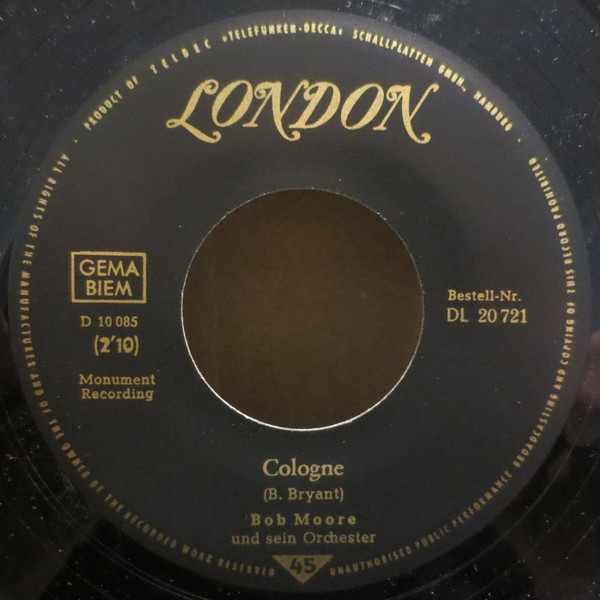 PRODUCT OF TELDEC »TELEFUNKEN-DECCA« SCHALLPLATTEN GMBH., HAMBURG ·
LONDON
GEMA
BIEM
D 10 085
(2'10)
Monument
Recording
Bestell-Nr.
DL 20 721
Cologne
(B. Bryant)
Bob Moore
und sein Orchester
45
ALL RIGHTS OF THE MANUFACTURER AND OF THE OWNER OF THE RECORDED WORK RESERVED
UNAUTHORISED PUBLIC PERFORMANCE BROADCASTING AND COPYING OF THIS RECORD PROHIBITED